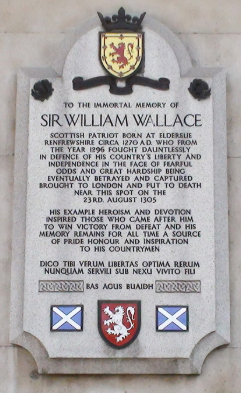 TO THE IMMORTAL MEMORY OF
SIR WILLIAM WALLACE
SCOTTISH PATRIOT BORN AT ELDERSLIE
RENFREWSHIRE CIRCA 1270 A.D. WHO FROM
THE YEAR 1296 FOUGHT DAUNTLESSLY
IN DEFENCE OF HIS COUNTRY'S LIBERTY AND
INDEPENDENCE IN THE FACE OF FEARFUL
ODDS AND GREAT HARDSHIP BEING
EVENTUALLY BETRAYED AND CAPTURED
BROUGHT TO LONDON AND PUT TO DEATH
NEAR THIS SPOT ON THE
23RD. AUGUST 1305
HIS EXAMPLE HEROISM AND DEVOTION
INSPIRED THOSE WHO CAME AFTER HIM
TO WIN VICTORY FROM DEFEAT AND HIS
MEMORY REMAINS FOR ALL TIME A SOURCE
OF PRIDE HONOUR AND INSPIRATION
TO HIS COUNTRYMEN
DICO TIBI VERUM LIBERTAS OPTIMA RERUM
NUNQUAM SERVILI SUB NEXU VIVITO FILI
BAS AGUS BUAIDH